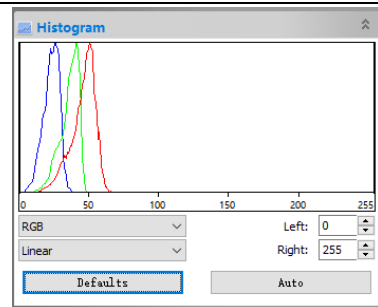 Histogram
0 50 100 150 200 255
RGB Left: 0
Linear Right: 255
Defaults Auto